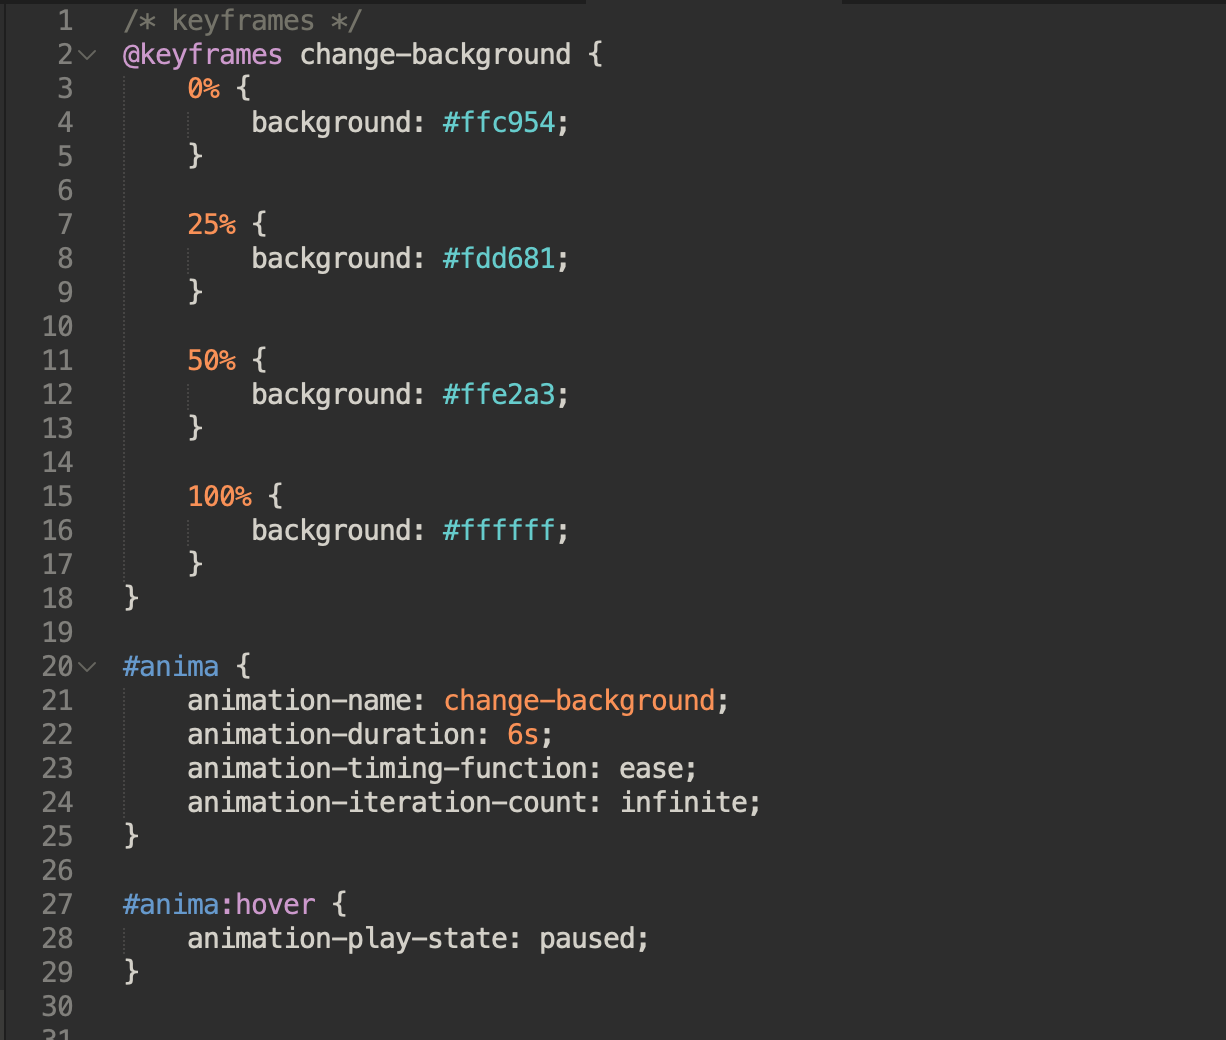 1 /* keyframes */
2 @keyframes change-background {
3     0% {
4         background: #ffc954;
5     }
6
7     25% {
8         background: #fdd681;
9     }
10
11     50% {
12         background: #ffe2a3;
13     }
14
15     100% {
16         background: #ffffff;
17     }
18 }
19
20 #anima {
21     animation-name: change-background;
22     animation-duration: 6s;
23     animation-timing-function: ease;
24     animation-iteration-count: infinite;
25 }
26
27 #anima:hover {
28     animation-play-state: paused;
29 }
30
31